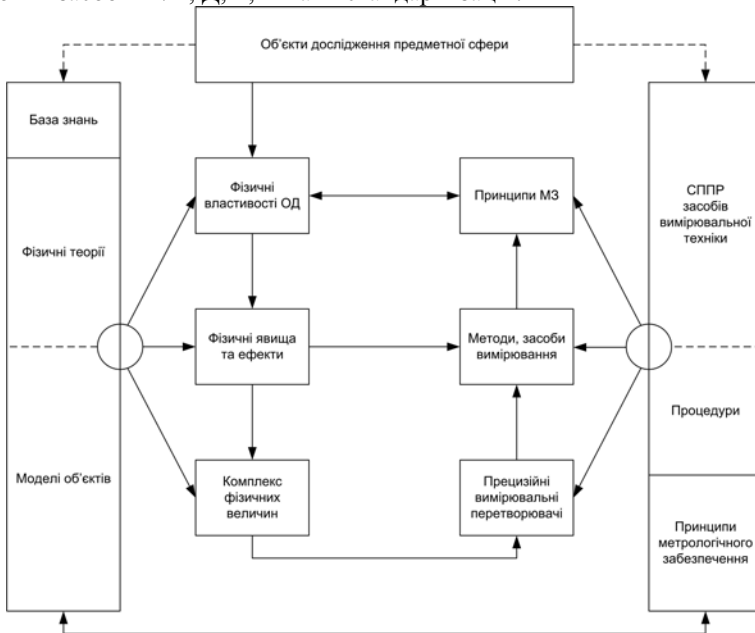 Об’єкти дослідження предметної сфери
База знань
Фізичні теорії
Моделі об’єктів
Фізичні
властивості ОД
Фізичні явища
та ефекти
Комплекс
фізичних
величин
Принципи МЗ
Методи, засоби
вимірювання
Прецизійні
вимірювальні
перетворювачі
СППР
засобів
вимірювальної
техніки
Процедури
Принципи
метрологічного
забезпечення